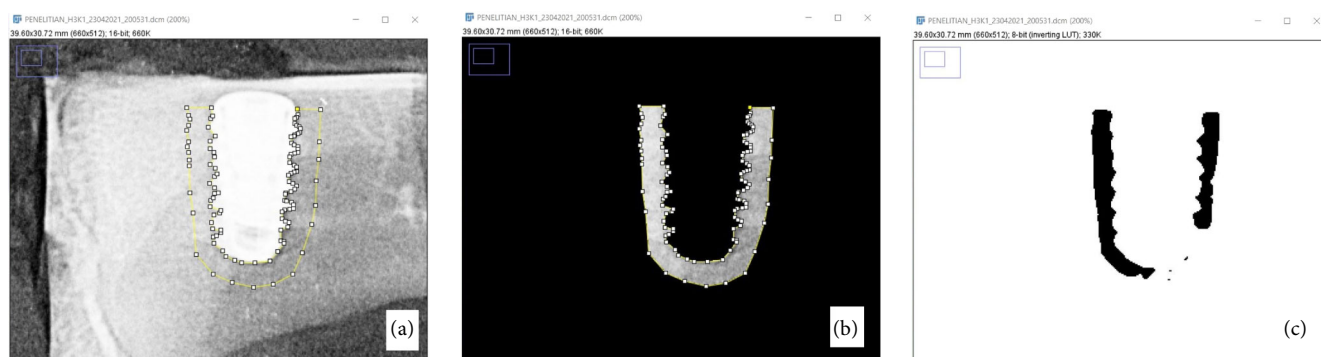 PENELITIAN_H3K1_23042021_200531.dcm (200%)
39.60x30.72 mm (660x512); 16-bit; 660K
(a)
PENELITIAN_H3K1_23042021_200531.dcm (200%)
39.60x30.72 mm (660x512); 16-bit; 660K
(b)
PENELITIAN_H3K1_23042021_200531.dcm (200%)
39.60x30.72 mm (660x512); 8-bit (inverting LUT); 330K
(c)